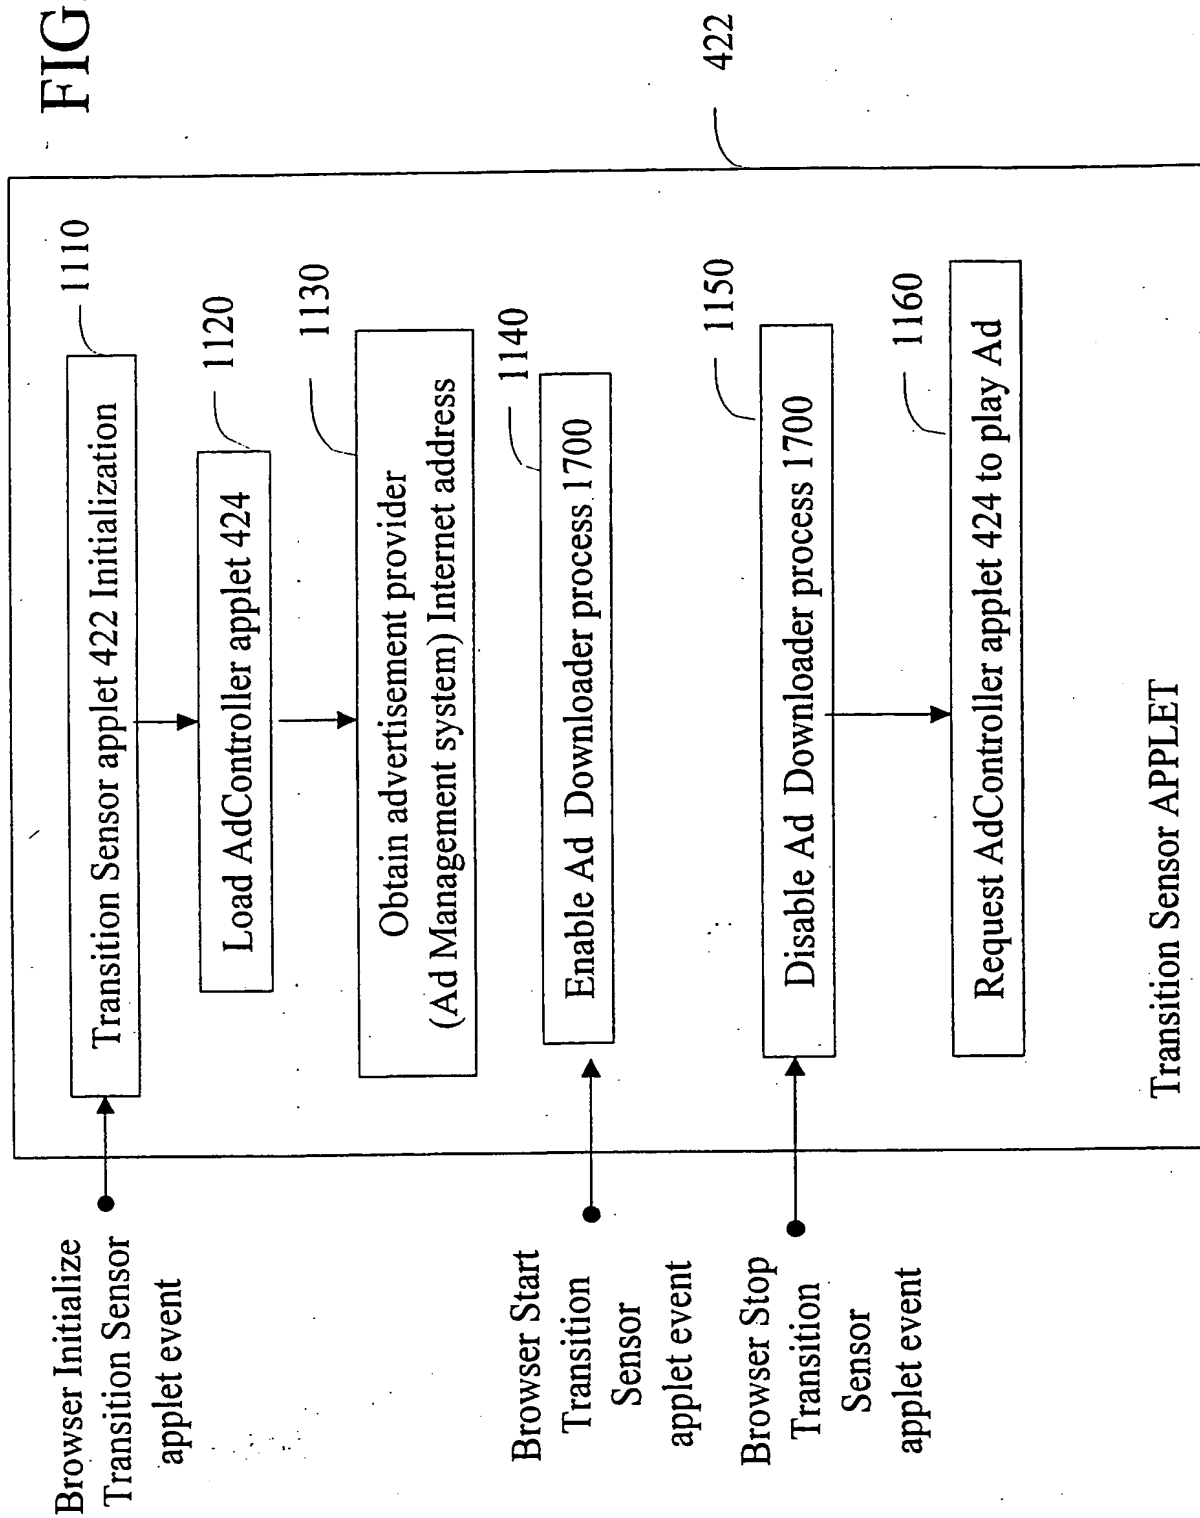 FIG.
422
1110
Transition Sensor applet 422 Initialization
1120
Load AdController applet 424
1130
Obtain advertisement provider
(Ad Management system) Internet address
1140
Enable Ad Downloader process 1700
1150
Disable Ad Downloader process 1700
1160
Request AdController applet 424 to play Ad
Transition Sensor APPLET
Browser Initialize
Transition Sensor
applet event
Browser Start
Transition
Sensor
applet event
Browser Stop
Transition
Sensor
applet event